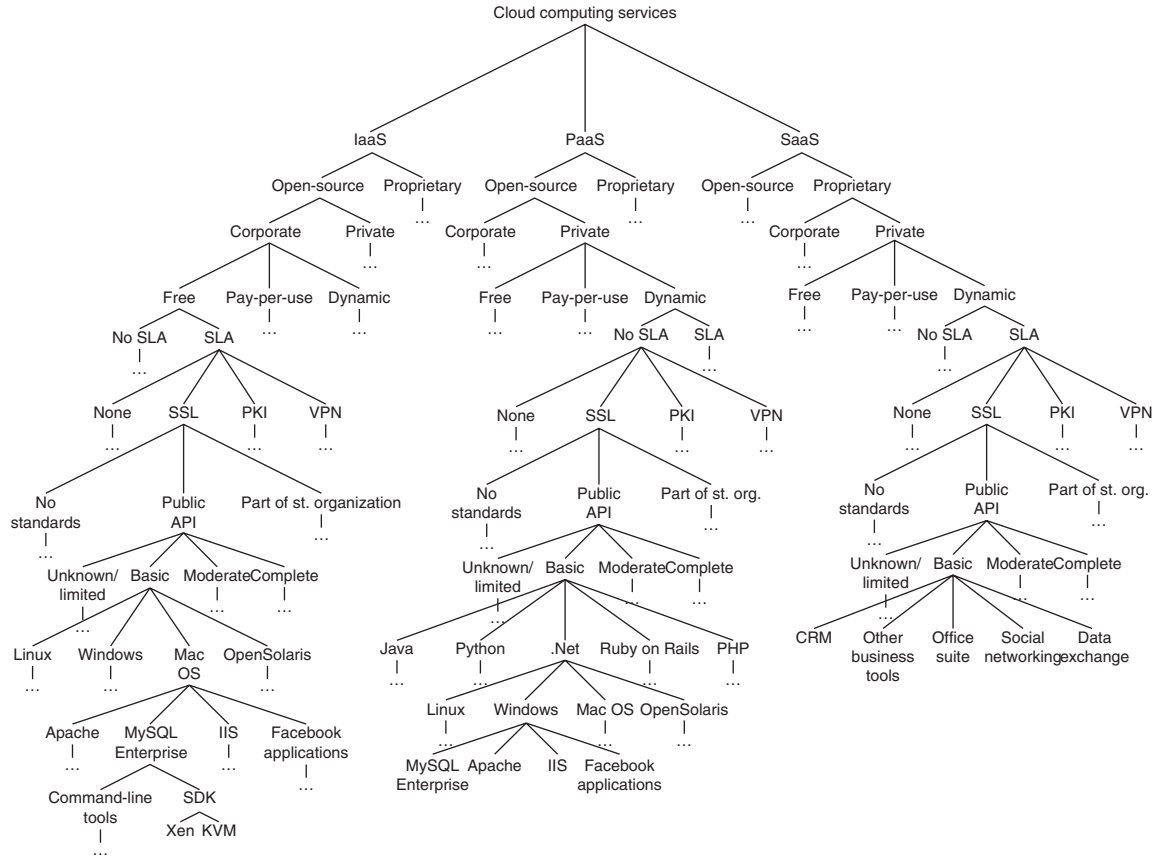 Cloud computing services
IaaS PaaS SaaS
Open-source Proprietary Open-source Proprietary Open-source Proprietary
... ... ...
Corporate Private Corporate Private Corporate Private
... ... ...
Free Pay-per-use Dynamic Free Pay-per-use Dynamic Free Pay-per-use Dynamic
... ... ... ... ... ...
No SLA SLA No SLA SLA No SLA SLA
... ... ...
None SSL PKI VPN None SSL PKI VPN None SSL PKI VPN
... ... ... ... ... ... ... ... ...
No Public Part of st. organization No Public Part of st. org. No Public Part of st. org.
standards API ... standards API ... standards API ...
... ... ...
Unknown/ Basic Moderate Complete Unknown/ Basic Moderate Complete Unknown/ Basic Moderate Complete
limited ... ... limited ... ... limited ... ...
... ... ...
Linux Windows Mac OpenSolaris Java Python .Net Ruby on Rails PHP CRM Other Office Social Data
... ... OS ... ... ... ... ... business suite networking exchange
tools
Linux Windows Mac OS OpenSolaris
... ... ...
Apache MySQL IIS Facebook
... Enterprise ... applications
...
MySQL Apache IIS Facebook
Enterprise applications
Command-line SDK
tools
...
Xen KVM